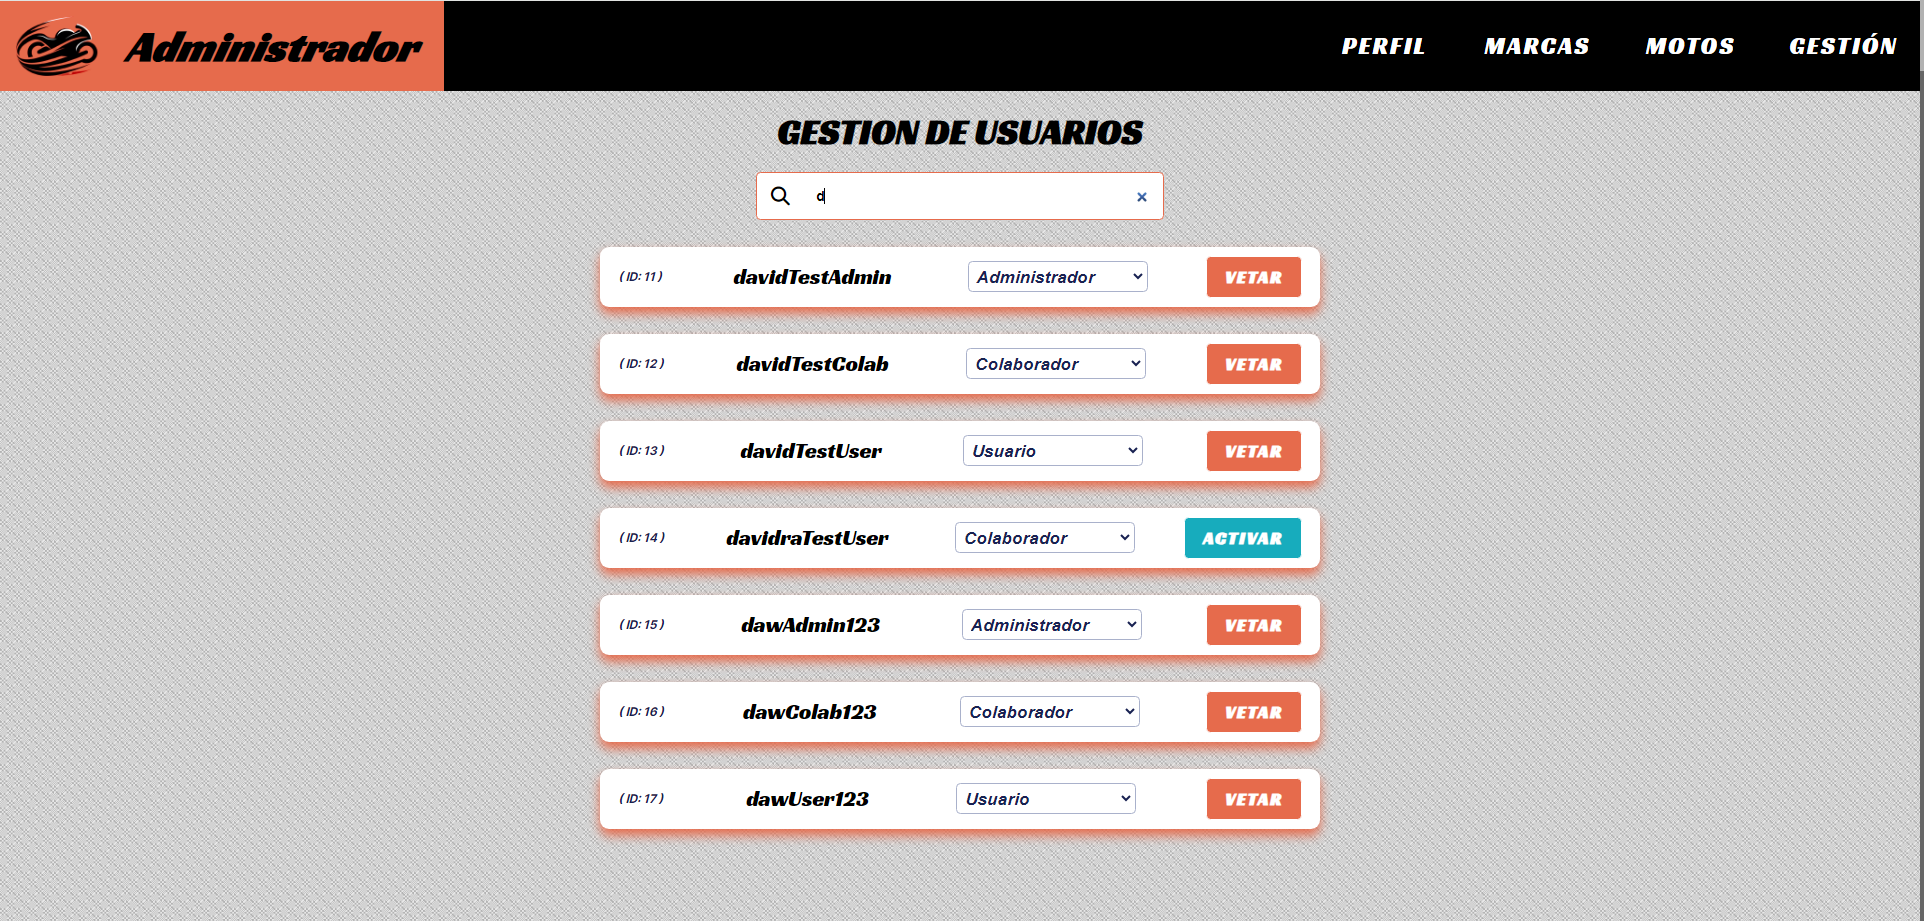 Administrador
PERFIL MARCAS MOTOS GESTIÓN
GESTION DE USUARIOS
d ×
( ID: 11 ) davidTestAdmin Administrador VETAR
( ID: 12 ) davidTestColab Colaborador VETAR
( ID: 13 ) davidTestUser Usuario VETAR
( ID: 14 ) davidraTestUser Colaborador ACTIVAR
( ID: 15 ) dawAdmin123 Administrador VETAR
( ID: 16 ) dawColab123 Colaborador VETAR
( ID: 17 ) dawUser123 Usuario VETAR